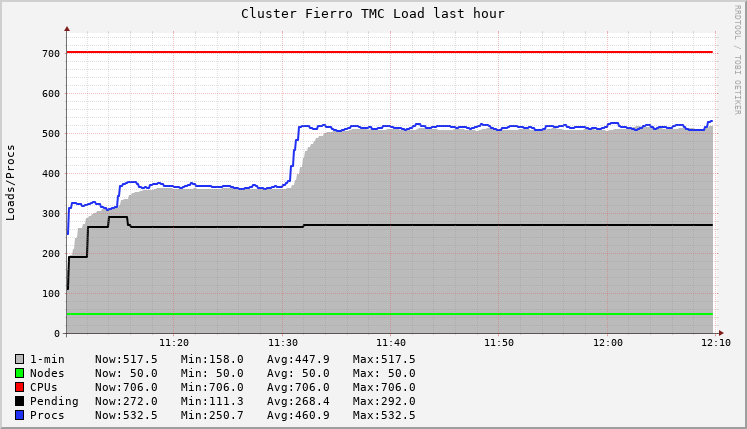 Cluster Fierro TMC Load last hour
RRDTOOL / TOBI OETIKER
Loads/Procs
700
600
500
400
300
200
100
0
11:20 11:30 11:40 11:50 12:00 12:10
1-min Now:517.5 Min:158.0 Avg:447.9 Max:517.5
Nodes Now: 50.0 Min: 50.0 Avg: 50.0 Max: 50.0
CPUs Now:706.0 Min:706.0 Avg:706.0 Max:706.0
Pending Now:272.0 Min:111.3 Avg:268.4 Max:292.0
Procs Now:532.5 Min:250.7 Avg:460.9 Max:532.5